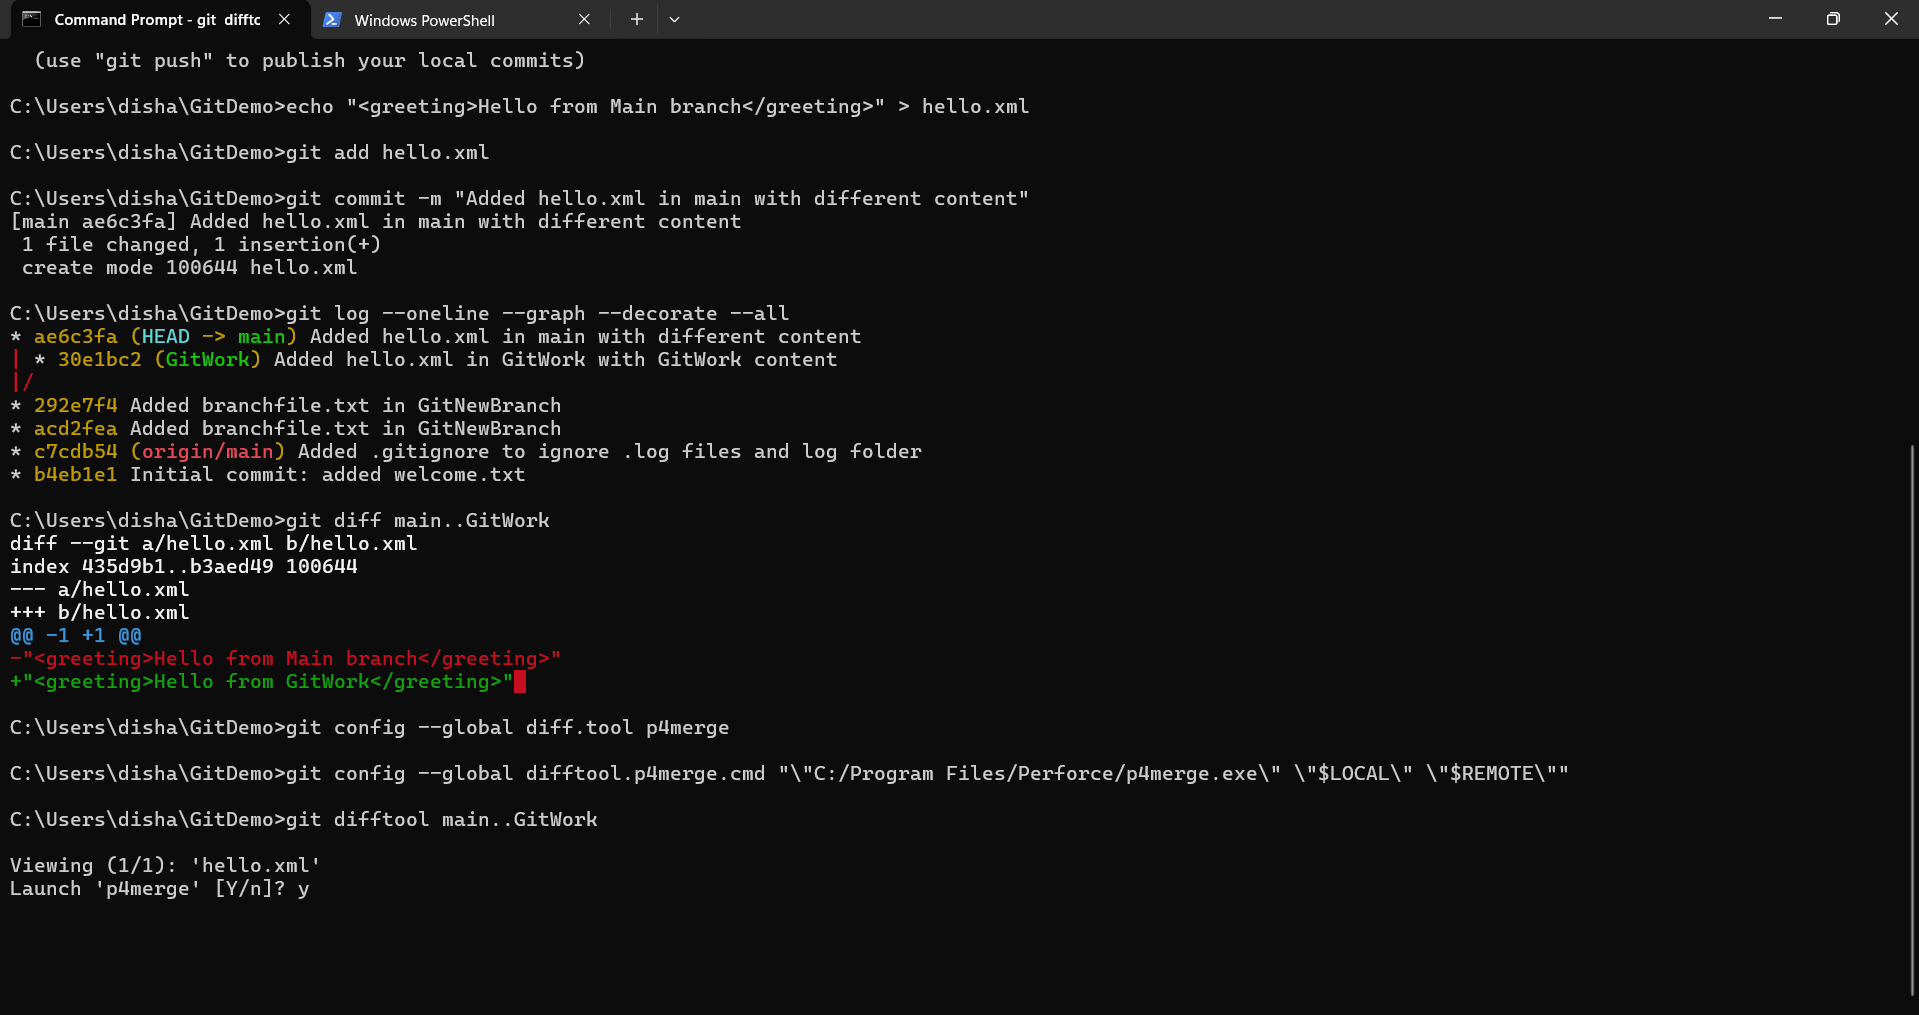 Command Prompt - git  difftc
Windows PowerShell
(use "git push" to publish your local commits)
C:\Users\disha\GitDemo>echo "<greeting>Hello from Main branch</greeting>" > hello.xml
C:\Users\disha\GitDemo>git add hello.xml
C:\Users\disha\GitDemo>git commit -m "Added hello.xml in main with different content"
[main ae6c3fa] Added hello.xml in main with different content
 1 file changed, 1 insertion(+)
 create mode 100644 hello.xml
C:\Users\disha\GitDemo>git log --oneline --graph --decorate --all
* ae6c3fa (HEAD -> main) Added hello.xml in main with different content
| * 30e1bc2 (GitWork) Added hello.xml in GitWork with GitWork content
|/
* 292e7f4 Added branchfile.txt in GitNewBranch
* acd2fea Added branchfile.txt in GitNewBranch
* c7cdb54 (origin/main) Added .gitignore to ignore .log files and log folder
* b4eb1e1 Initial commit: added welcome.txt
C:\Users\disha\GitDemo>git diff main..GitWork
diff --git a/hello.xml b/hello.xml
index 435d9b1..b3aed49 100644
--- a/hello.xml
+++ b/hello.xml
@@ -1 +1 @@
-"<greeting>Hello from Main branch</greeting>"
+"<greeting>Hello from GitWork</greeting>"
C:\Users\disha\GitDemo>git config --global diff.tool p4merge
C:\Users\disha\GitDemo>git config --global difftool.p4merge.cmd "\"C:/Program Files/Perforce/p4merge.exe\" \"$LOCAL\" \"$REMOTE\""
C:\Users\disha\GitDemo>git difftool main..GitWork
Viewing (1/1): 'hello.xml'
Launch 'p4merge' [Y/n]? y